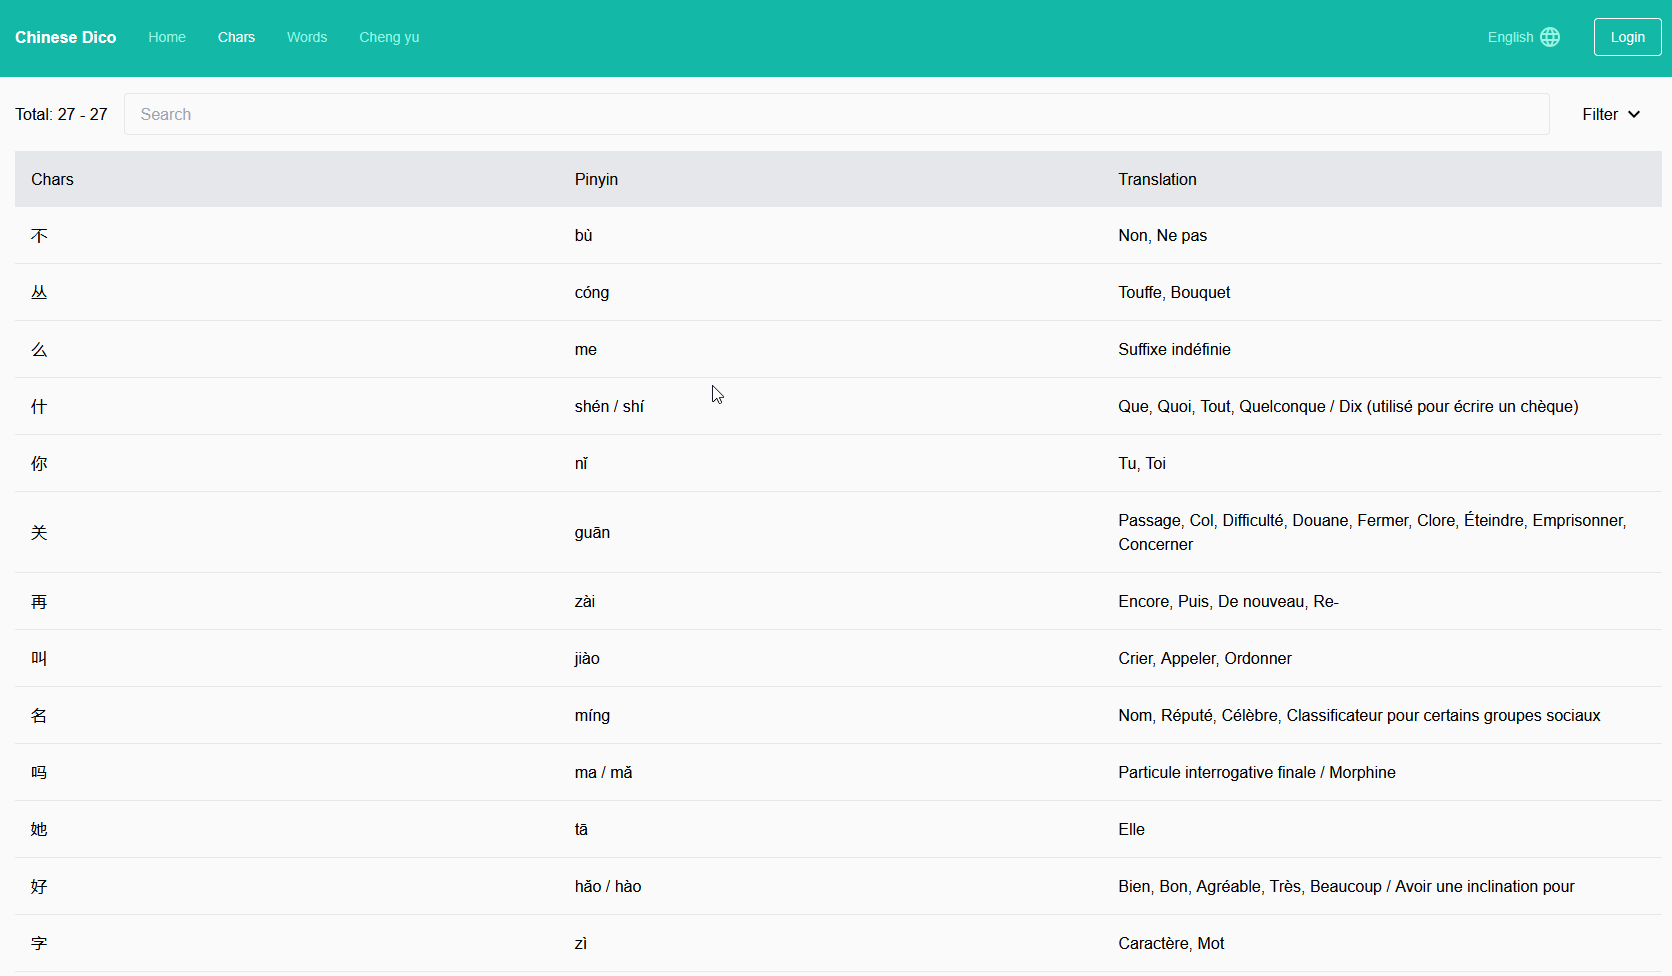 Chinese Dico Home Chars Words Cheng yu English Login
Total: 27 - 27 Search Filter
Chars Pinyin Translation
不 bù Non, Ne pas
丛 cóng Touffe, Bouquet
么 me Suffixe indéfinie
什 shén / shí Que, Quoi, Tout, Quelconque / Dix (utilisé pour écrire un chèque)
你 nǐ Tu, Toi
关 guān Passage, Col, Difficulté, Douane, Fermer, Clore, Éteindre, Emprisonner,
Concerner
再 zài Encore, Puis, De nouveau, Re-
叫 jiào Crier, Appeler, Ordonner
名 míng Nom, Réputé, Célèbre, Classificateur pour certains groupes sociaux
吗 ma / mǎ Particule interrogative finale / Morphine
她 tā Elle
好 hǎo / hào Bien, Bon, Agréable, Très, Beaucoup / Avoir une inclination pour
字 zì Caractère, Mot